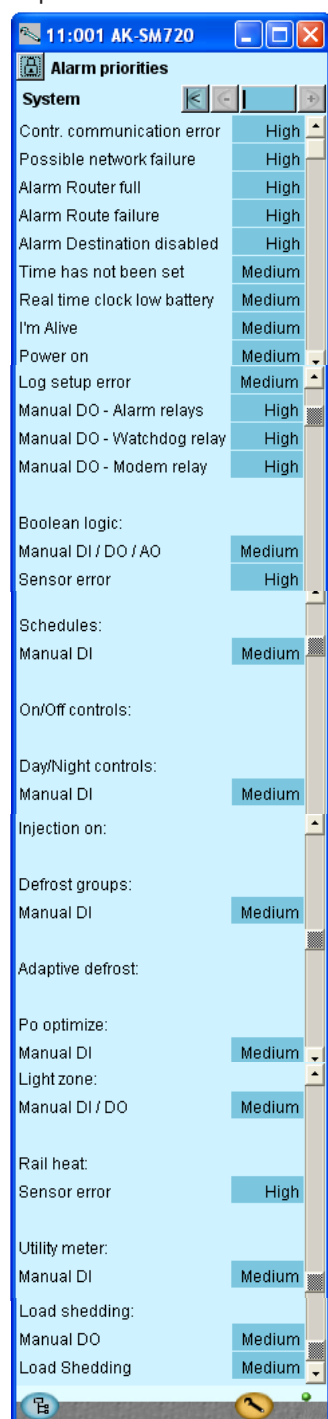 11:001 AK-SM720
Alarm priorities
System
Contr. communication error High
Possible network failure High
Alarm Router full High
Alarm Route failure High
Alarm Destination disabled High
Time has not been set Medium
Real time clock low battery Medium
I'm Alive Medium
Power on Medium
Log setup error Medium
Manual DO - Alarm relays High
Manual DO - Watchdog relay High
Manual DO - Modem relay High
Boolean logic:
Manual DI / DO / AO Medium
Sensor error High
Schedules:
Manual DI Medium
On/Off controls:
Day/Night controls:
Manual DI Medium
Injection on:
Defrost groups:
Manual DI Medium
Adaptive defrost:
Po optimize:
Manual DI Medium
Light zone:
Manual DI / DO Medium
Rail heat:
Sensor error High
Utility meter:
Manual DI Medium
Load shedding:
Manual DO Medium
Load Shedding Medium